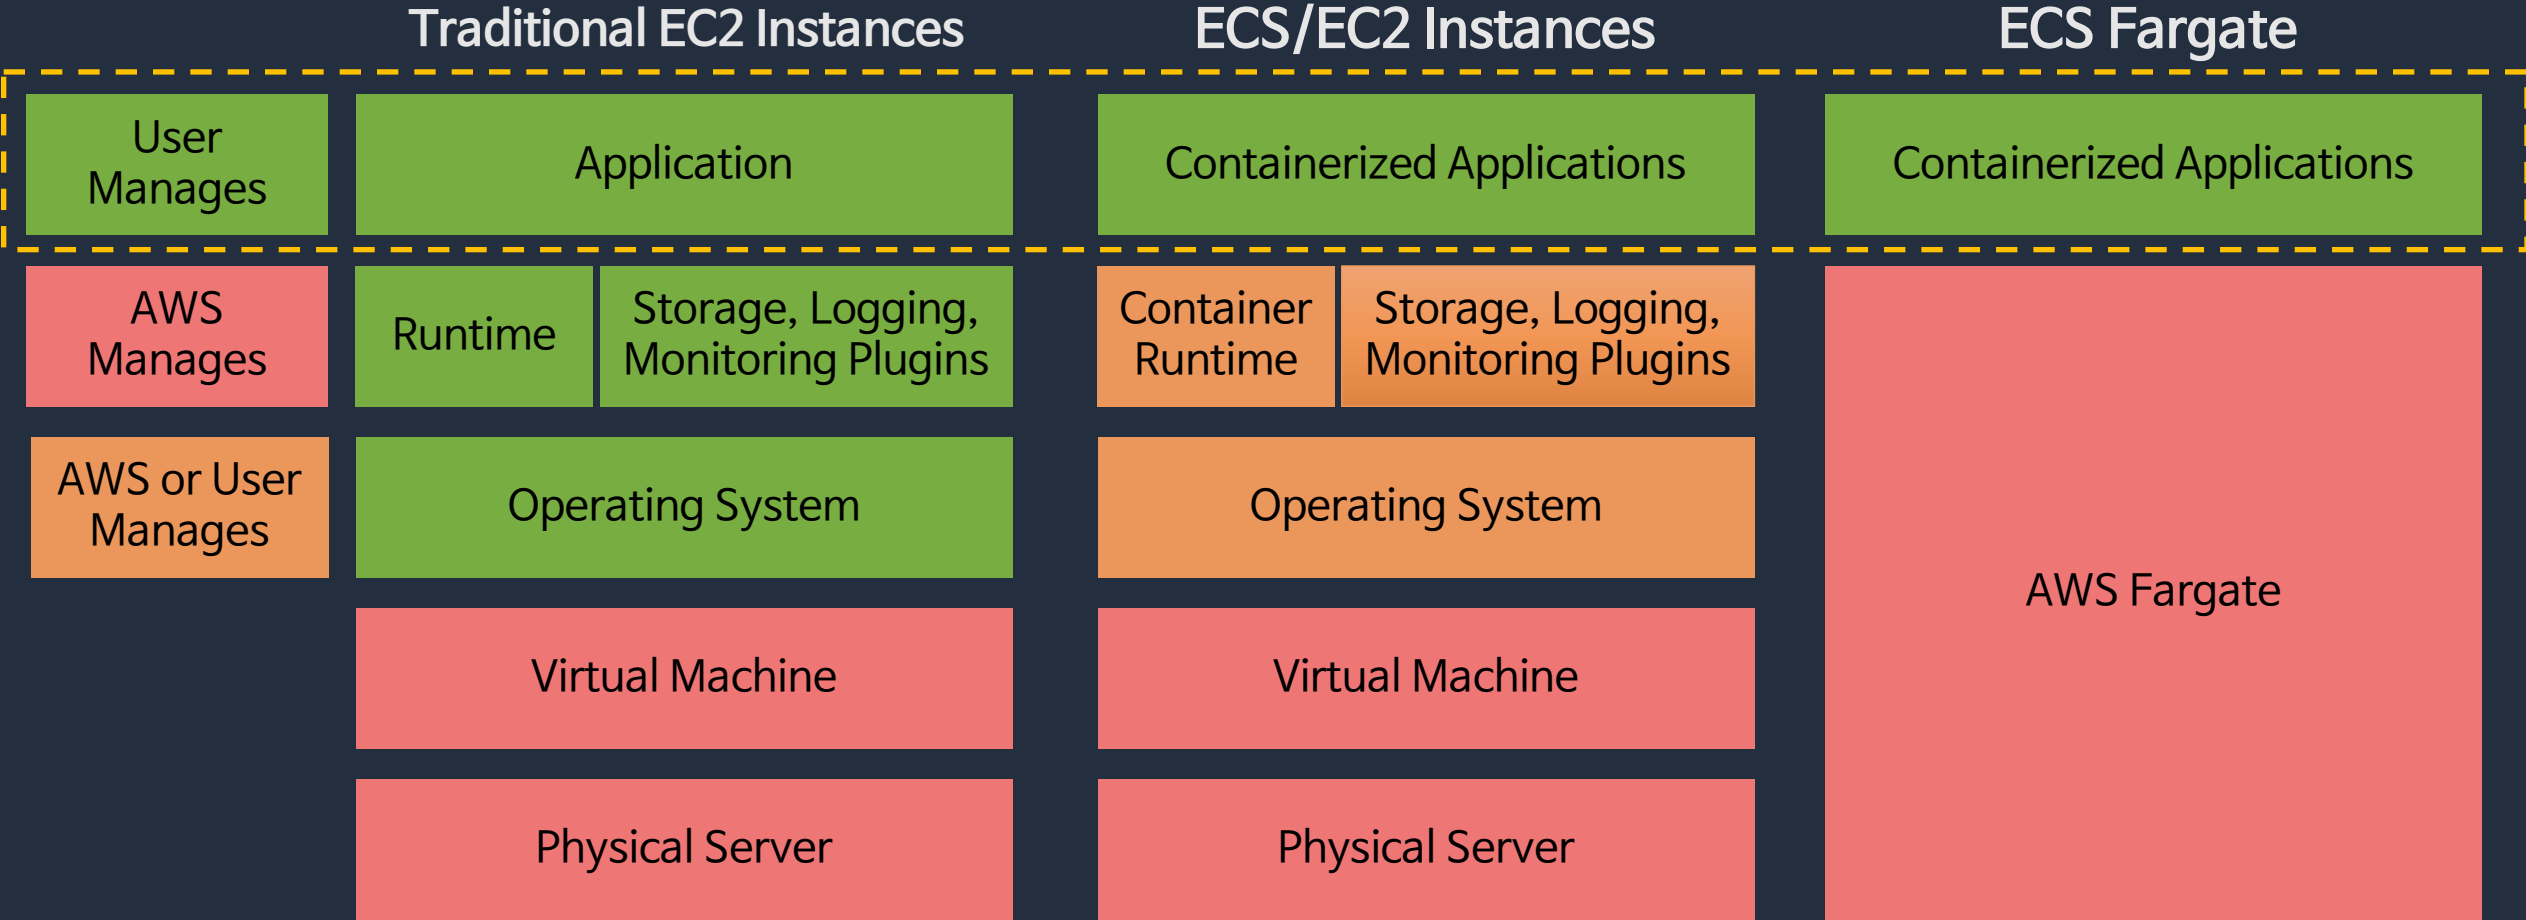 Traditional EC2 Instances
ECS/EC2 Instances
ECS Fargate
User
Manages
Application
Containerized Applications
Containerized Applications
AWS
Manages
Runtime
Storage, Logging,
Monitoring Plugins
Container
Runtime
Storage, Logging,
Monitoring Plugins
AWS or User
Manages
Operating System
Operating System
AWS Fargate
Virtual Machine
Virtual Machine
Physical Server
Physical Server